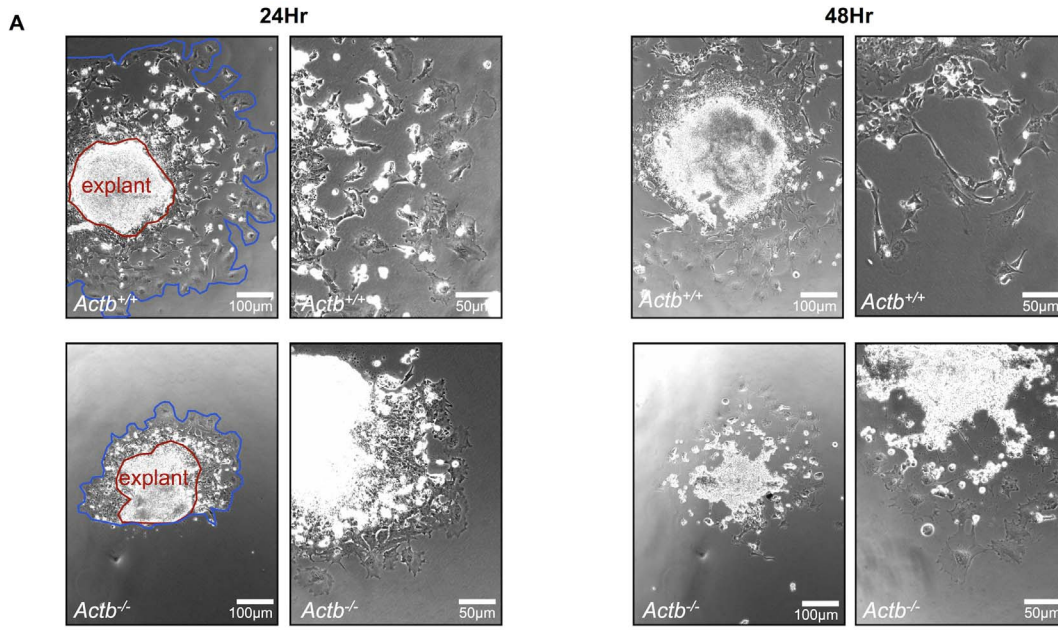 A
24Hr
48Hr
explant
Actb+/+
100µm
Actb+/+
50µm
Actb+/+
100µm
Actb+/+
50µm
explant
Actb-/-
100µm
Actb-/-
50µm
Actb-/-
100µm
Actb-/-
50µm